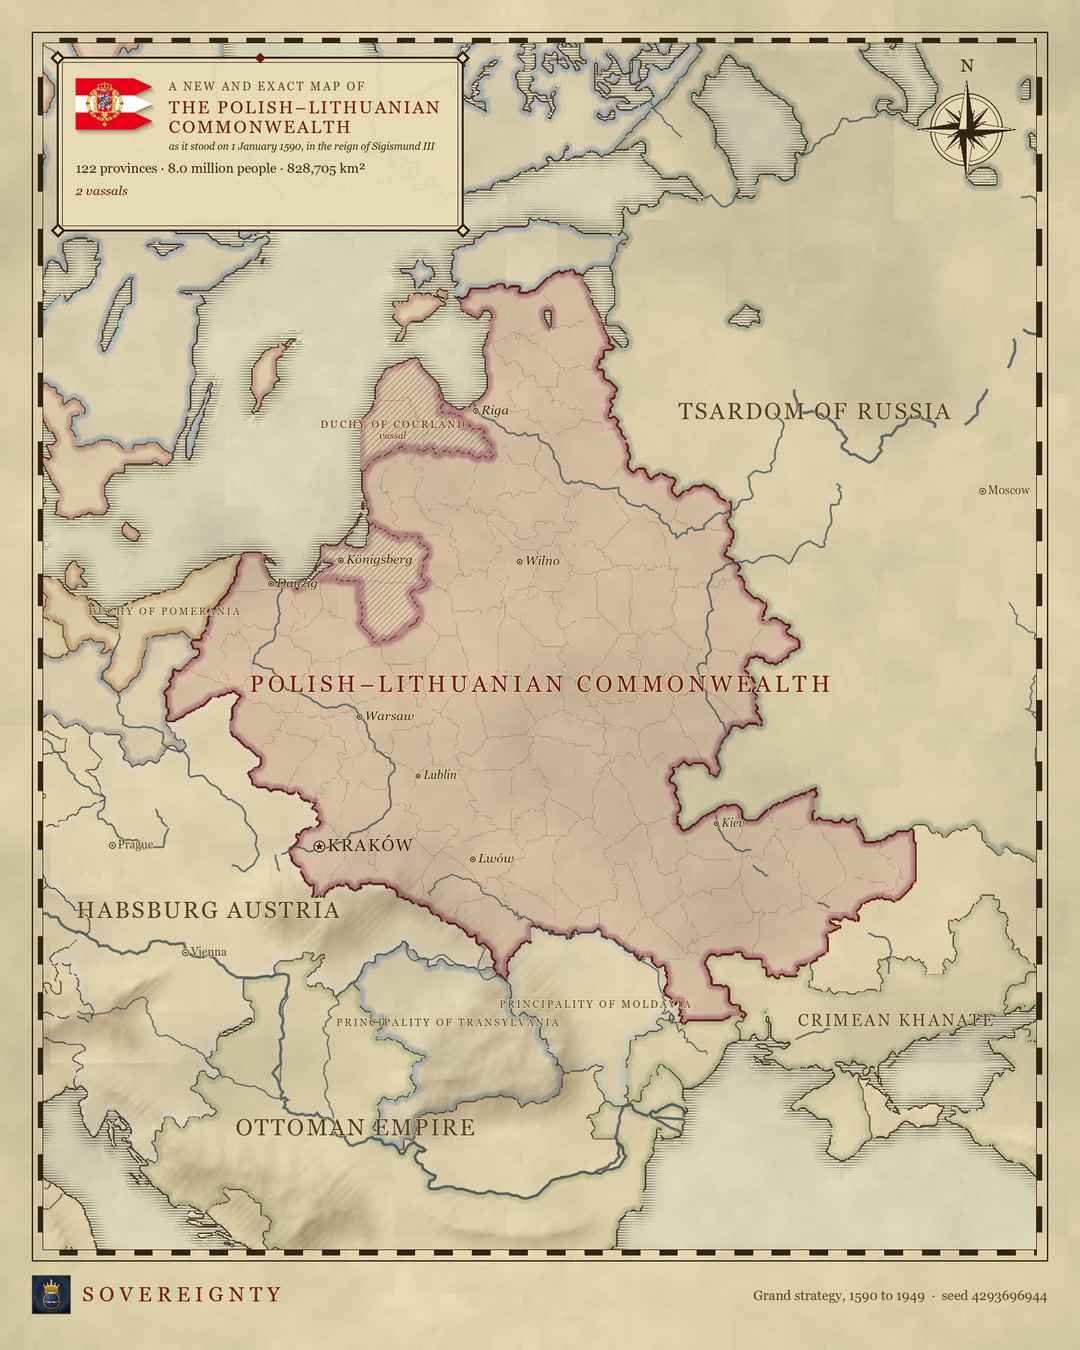 A NEW AND EXACT MAP OF
THE POLISH–LITHUANIAN
COMMONWEALTH
as it stood on 1 January 1590, in the reign of Sigismund III
122 provinces · 8.0 million people · 828,705 km²
2 vassals
N
Riga
TSARDOM OF RUSSIA
DUCHY OF COURLAND
vassal
Moscow
Königsberg
Wilno
Danzig
DUCHY OF POMERANIA
POLISH–LITHUANIAN COMMONWEALTH
Warsaw
Lublin
Kiev
Prague
KRAKÓW
Lwów
HABSBURG AUSTRIA
Vienna
PRINCIPALITY OF MOLDAVIA
PRINCIPALITY OF TRANSYLVANIA
CRIMEAN KHANATE
OTTOMAN EMPIRE
SOVEREIGNTY
Grand strategy, 1590 to 1949 · seed 4293696944